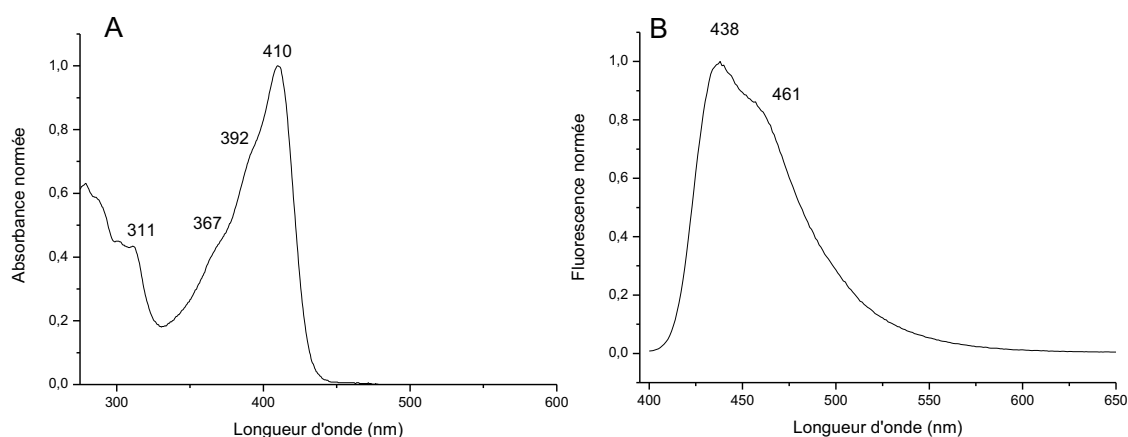 A
410
392
367
311
1,0
0,8
0,6
0,4
0,2
0,0
300 400 500 600
Absorbance normée
Longueur d'onde (nm)
B
438
461
1,0
0,8
0,6
0,4
0,2
0,0
400 450 500 550 600 650
Fluorescence normée
Longueur d'onde (nm)